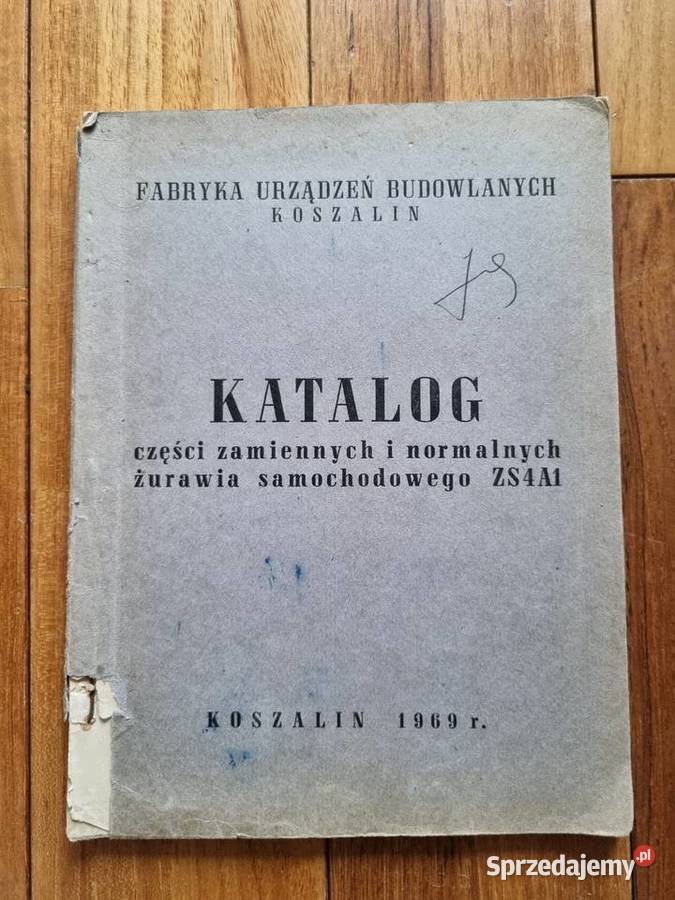 FABRYKA URZĄDZEŃ BUDOWLANYCH
KOSZALIN
KATALOG
części zamiennych i normalnych
żurawia samochodowego ZS4A1
KOSZALIN 1969 r.
Sprzedajemy.pl